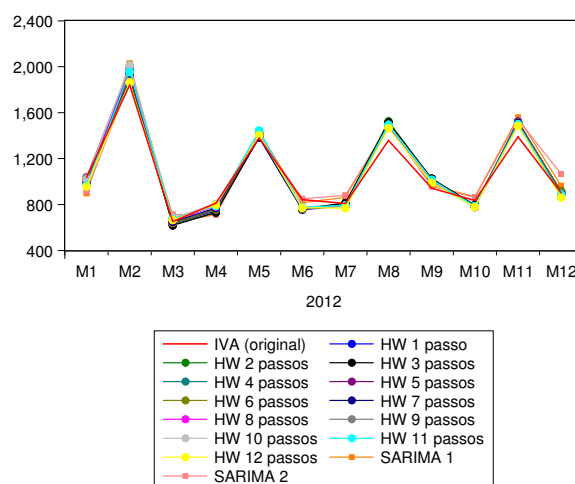 2,400
2,000
1,600
1,200
800
400
M1 M2 M3 M4 M5 M6 M7 M8 M9 M10 M11 M12
2012
IVA (original) HW 1 passo
HW 2 passos HW 3 passos
HW 4 passos HW 5 passos
HW 6 passos HW 7 passos
HW 8 passos HW 9 passos
HW 10 passos HW 11 passos
HW 12 passos SARIMA 1
SARIMA 2